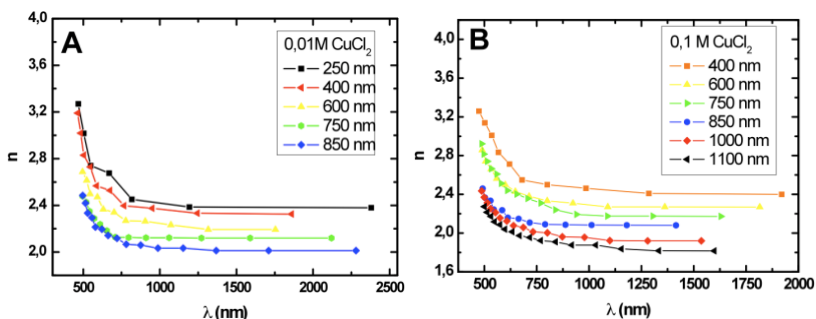 A
0,01M CuCl₂
250 nm
400 nm
600 nm
750 nm
850 nm
4,0
3,6
3,2
2,8
2,4
2,0
n
500 1000 1500 2000 2500
λ (nm)
B
0,1 M CuCl₂
400 nm
600 nm
750 nm
850 nm
1000 nm
1100 nm
4,0
3,6
3,2
2,8
2,4
2,0
1,6
n
500 750 1000 1250 1500 1750 2000
λ (nm)